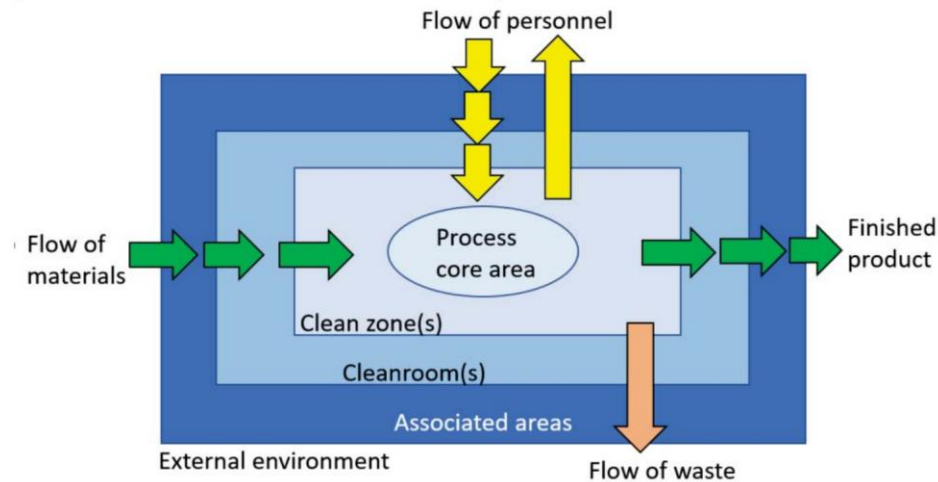 Flow of personnel
Flow of
materials
Process
core area
Finished
product
Clean zone(s)
Cleanroom(s)
Associated areas
External environment
Flow of waste